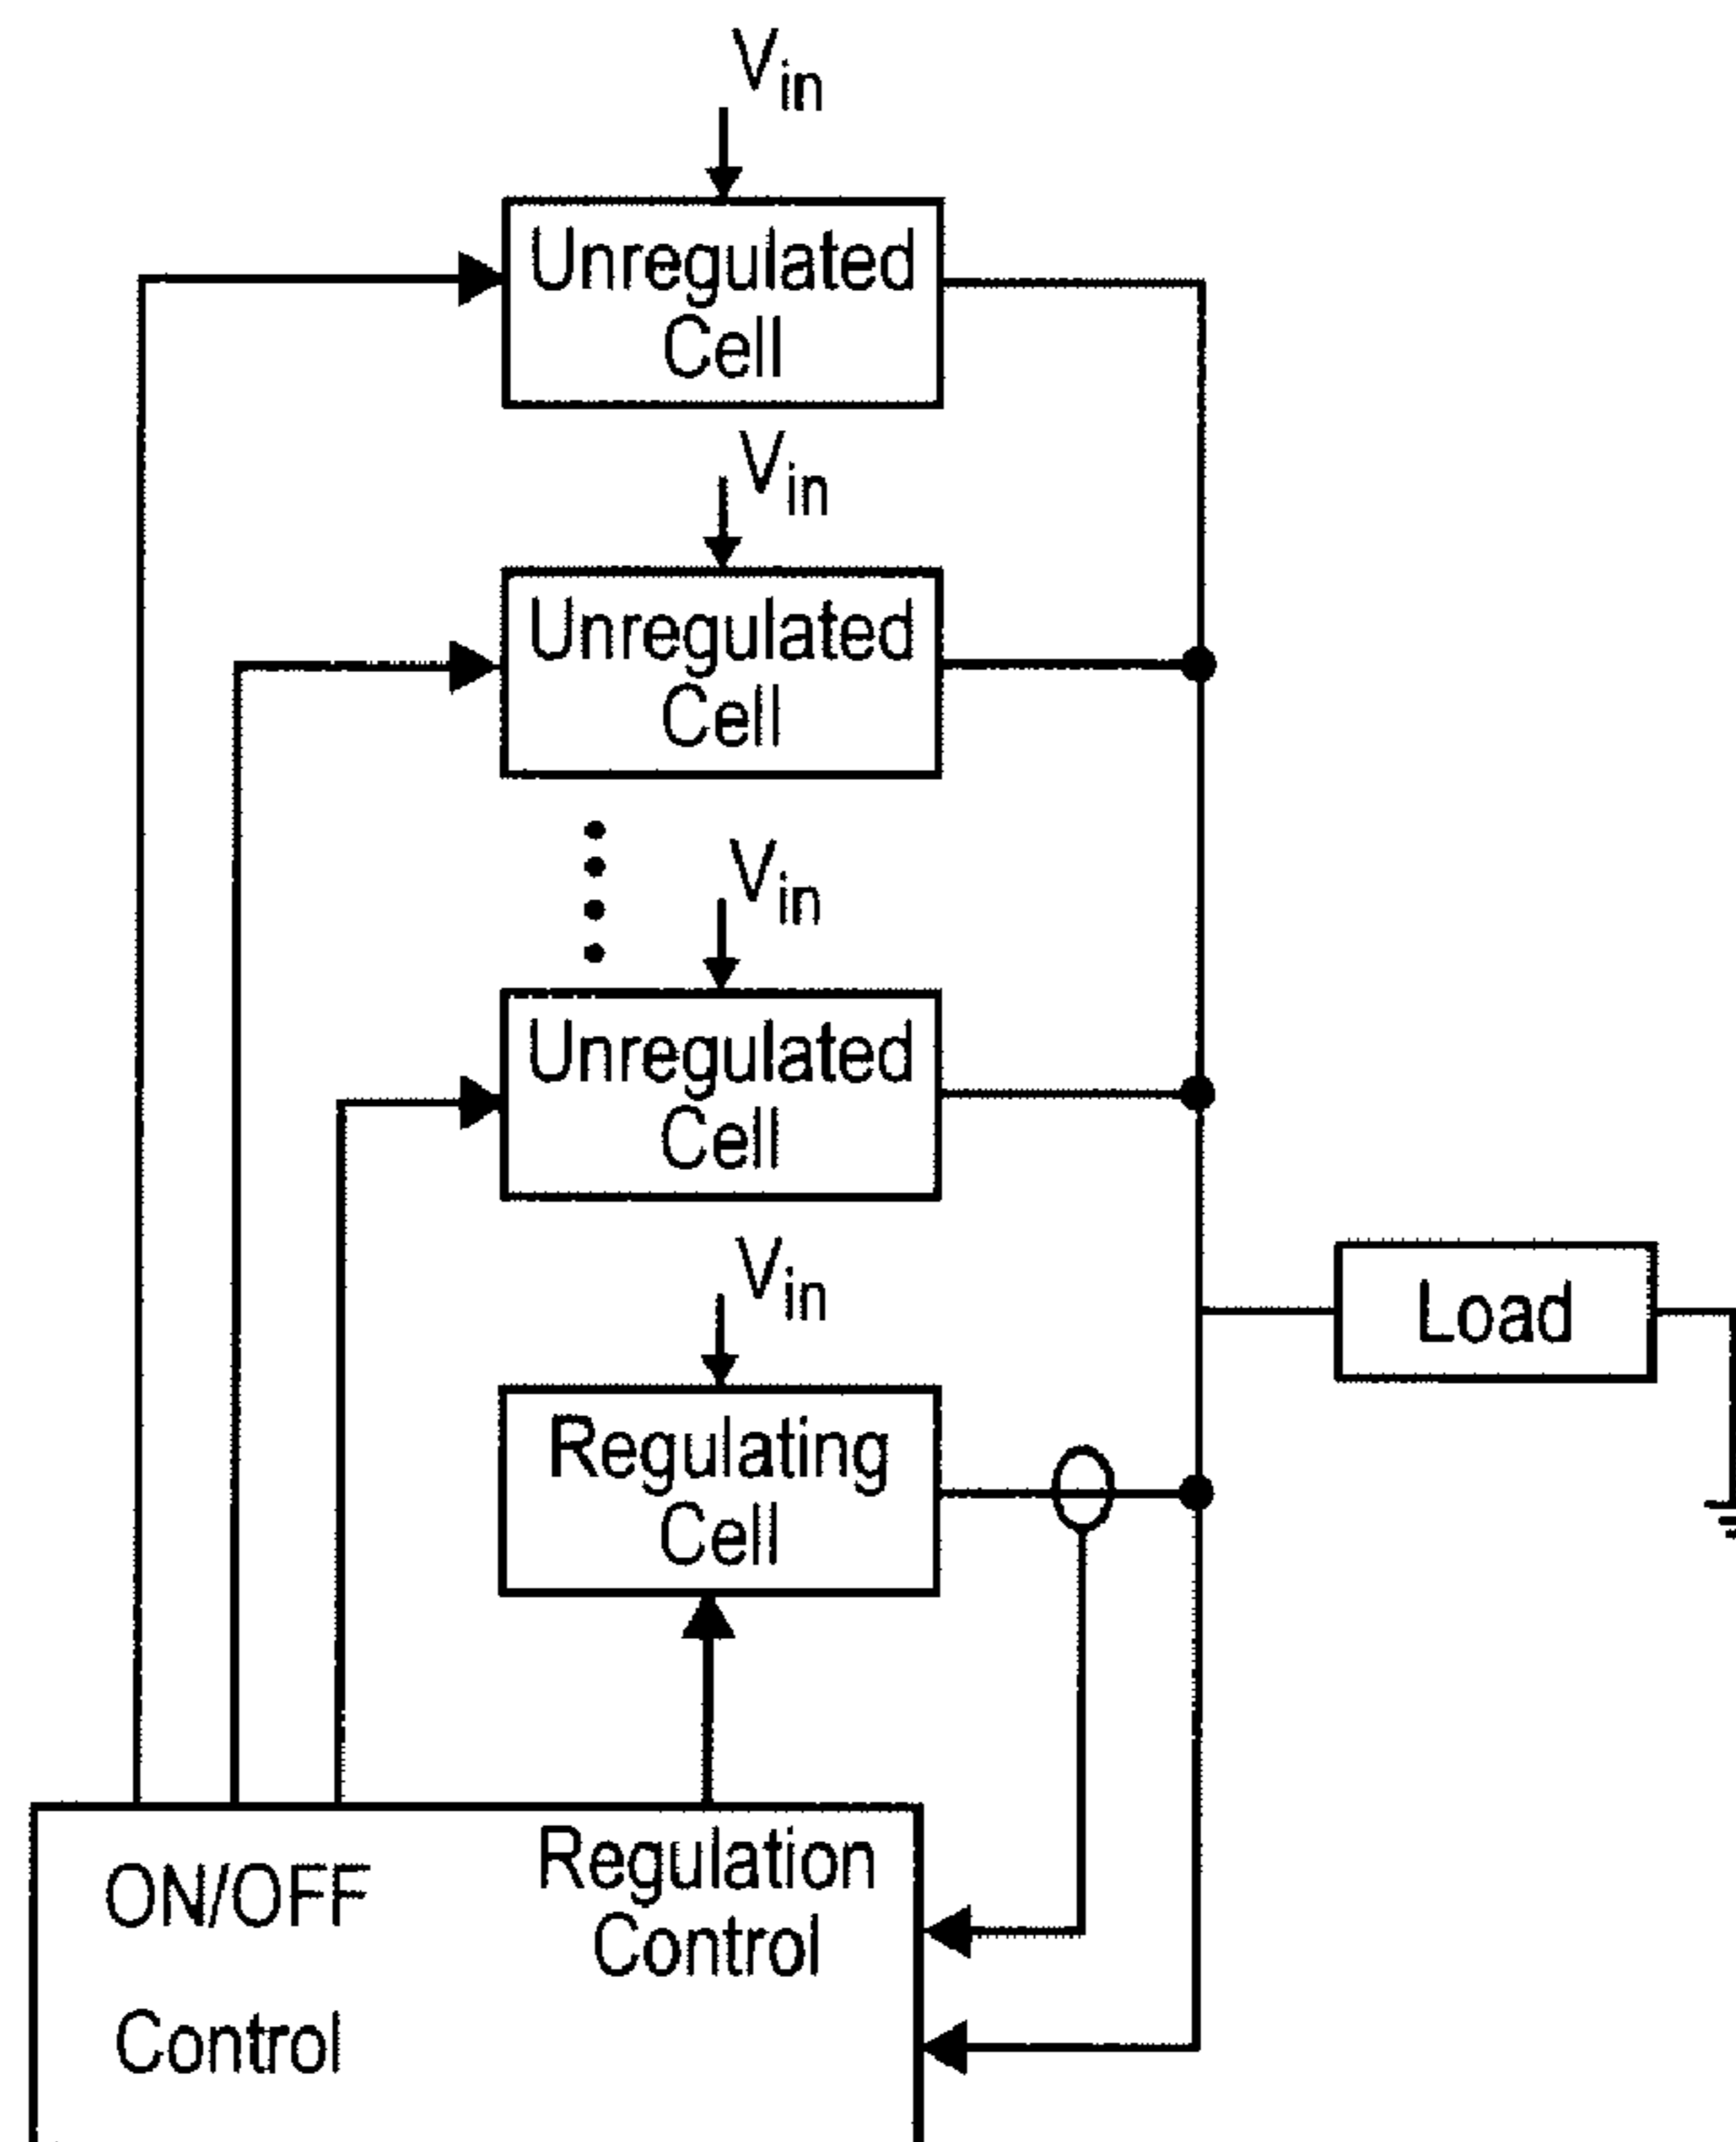 Vin
Unregulated
Cell
Vin
Unregulated
Cell
Vin
Unregulated
Cell
Vin
Load
Regulating
Cell
ON/OFF
Control
Regulation
Control